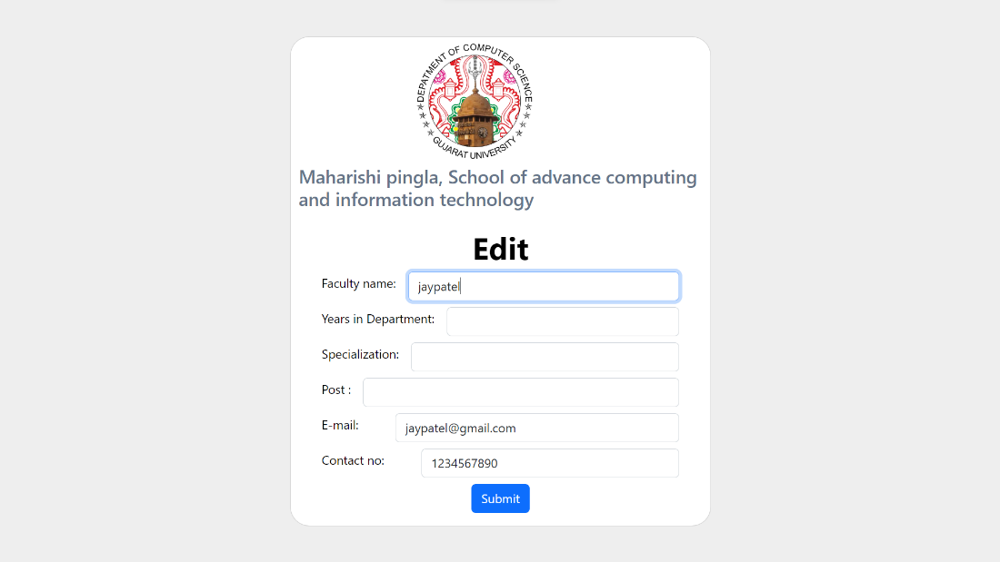 DEPATMENT OF COMPUTER SCIENCE
GUJARAT UNIVERSITY
Maharishi pingla, School of advance computing
and information technology
Edit
Faculty name: jaypatel
Years in Department:
Specialization:
Post :
E-mail: jaypatel@gmail.com
Contact no: 1234567890
Submit